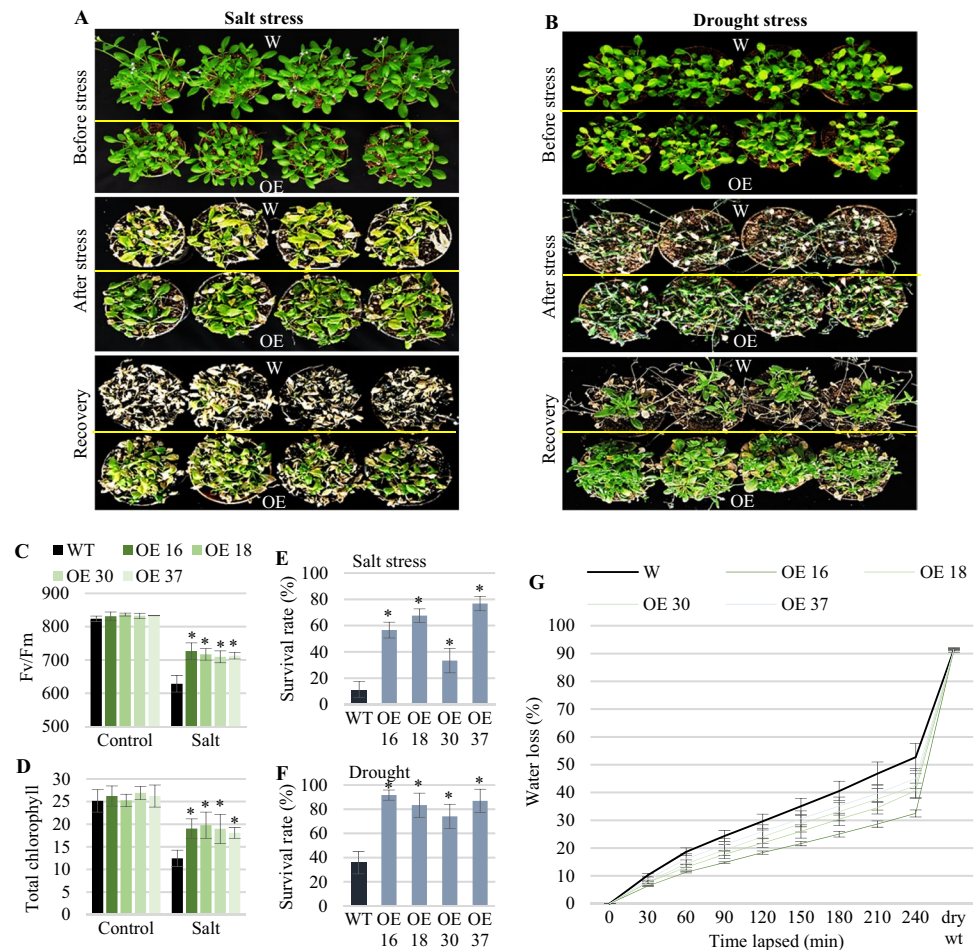 A
Salt stress
B
Drought stress
Before stress
W
OE
After stress
W
OE
Recovery
W
OE
Before stress
W
OE
After stress
W
OE
Recovery
W
OE
C
WT OE 16 OE 18
OE 30 OE 37
Fv/Fm
900
800
700
600
500
* * * *
Control Salt
D
Total chlorophyll
30
25
20
15
10
5
0
* * * *
Control Salt
E
Salt stress
Survival rate (%)
100
80
60
40
20
0
* * * *
WT OE OE OE OE
16 18 30 37
F
Drought
Survival rate (%)
100
80
60
40
20
0
* * * *
WT OE OE OE OE
16 18 30 37
G
W OE 16 OE 18
OE 30 OE 37
Water loss (%)
100
90
80
70
60
50
40
30
20
10
0
0 30 60 90 120 150 180 210 240 dry
wt
Time lapsed (min)